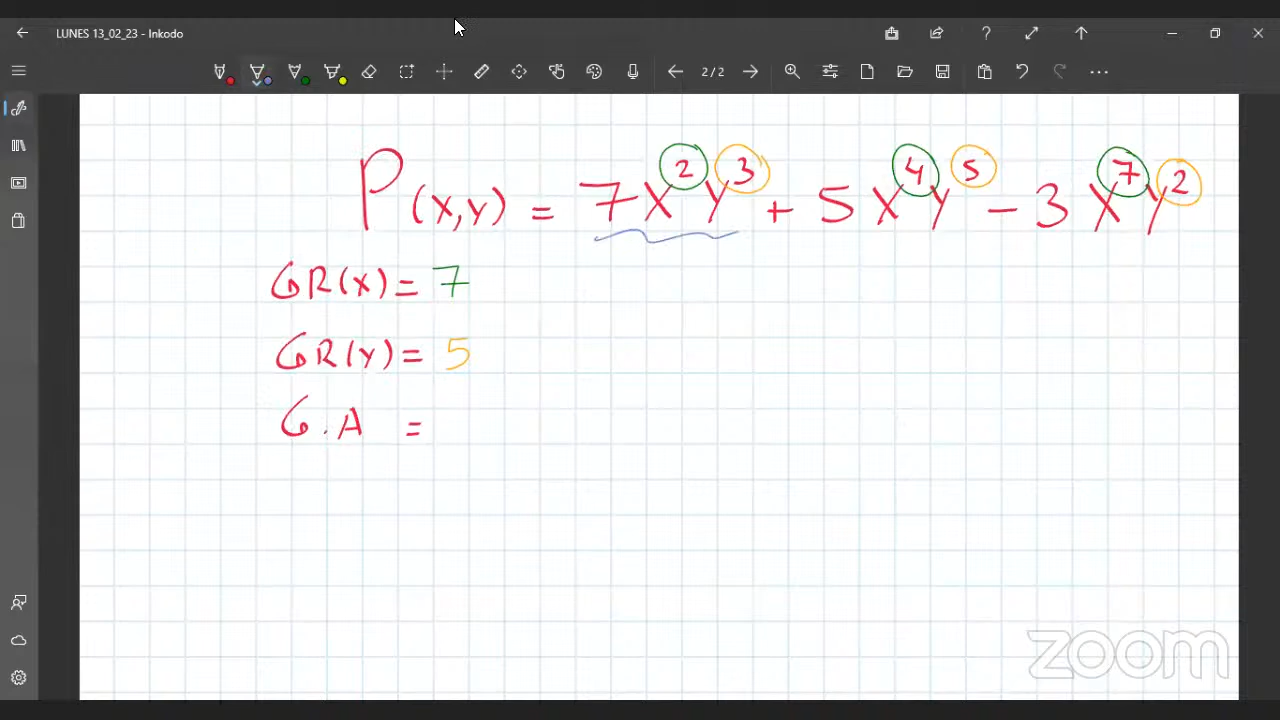 LUNES 13_02_23 - Inkodo
2 / 2
P(x,y) = 7x²y³ + 5x⁴y⁵ - 3x⁷y²
GR(x) = 7
GR(y) = 5
G.A =
zoom